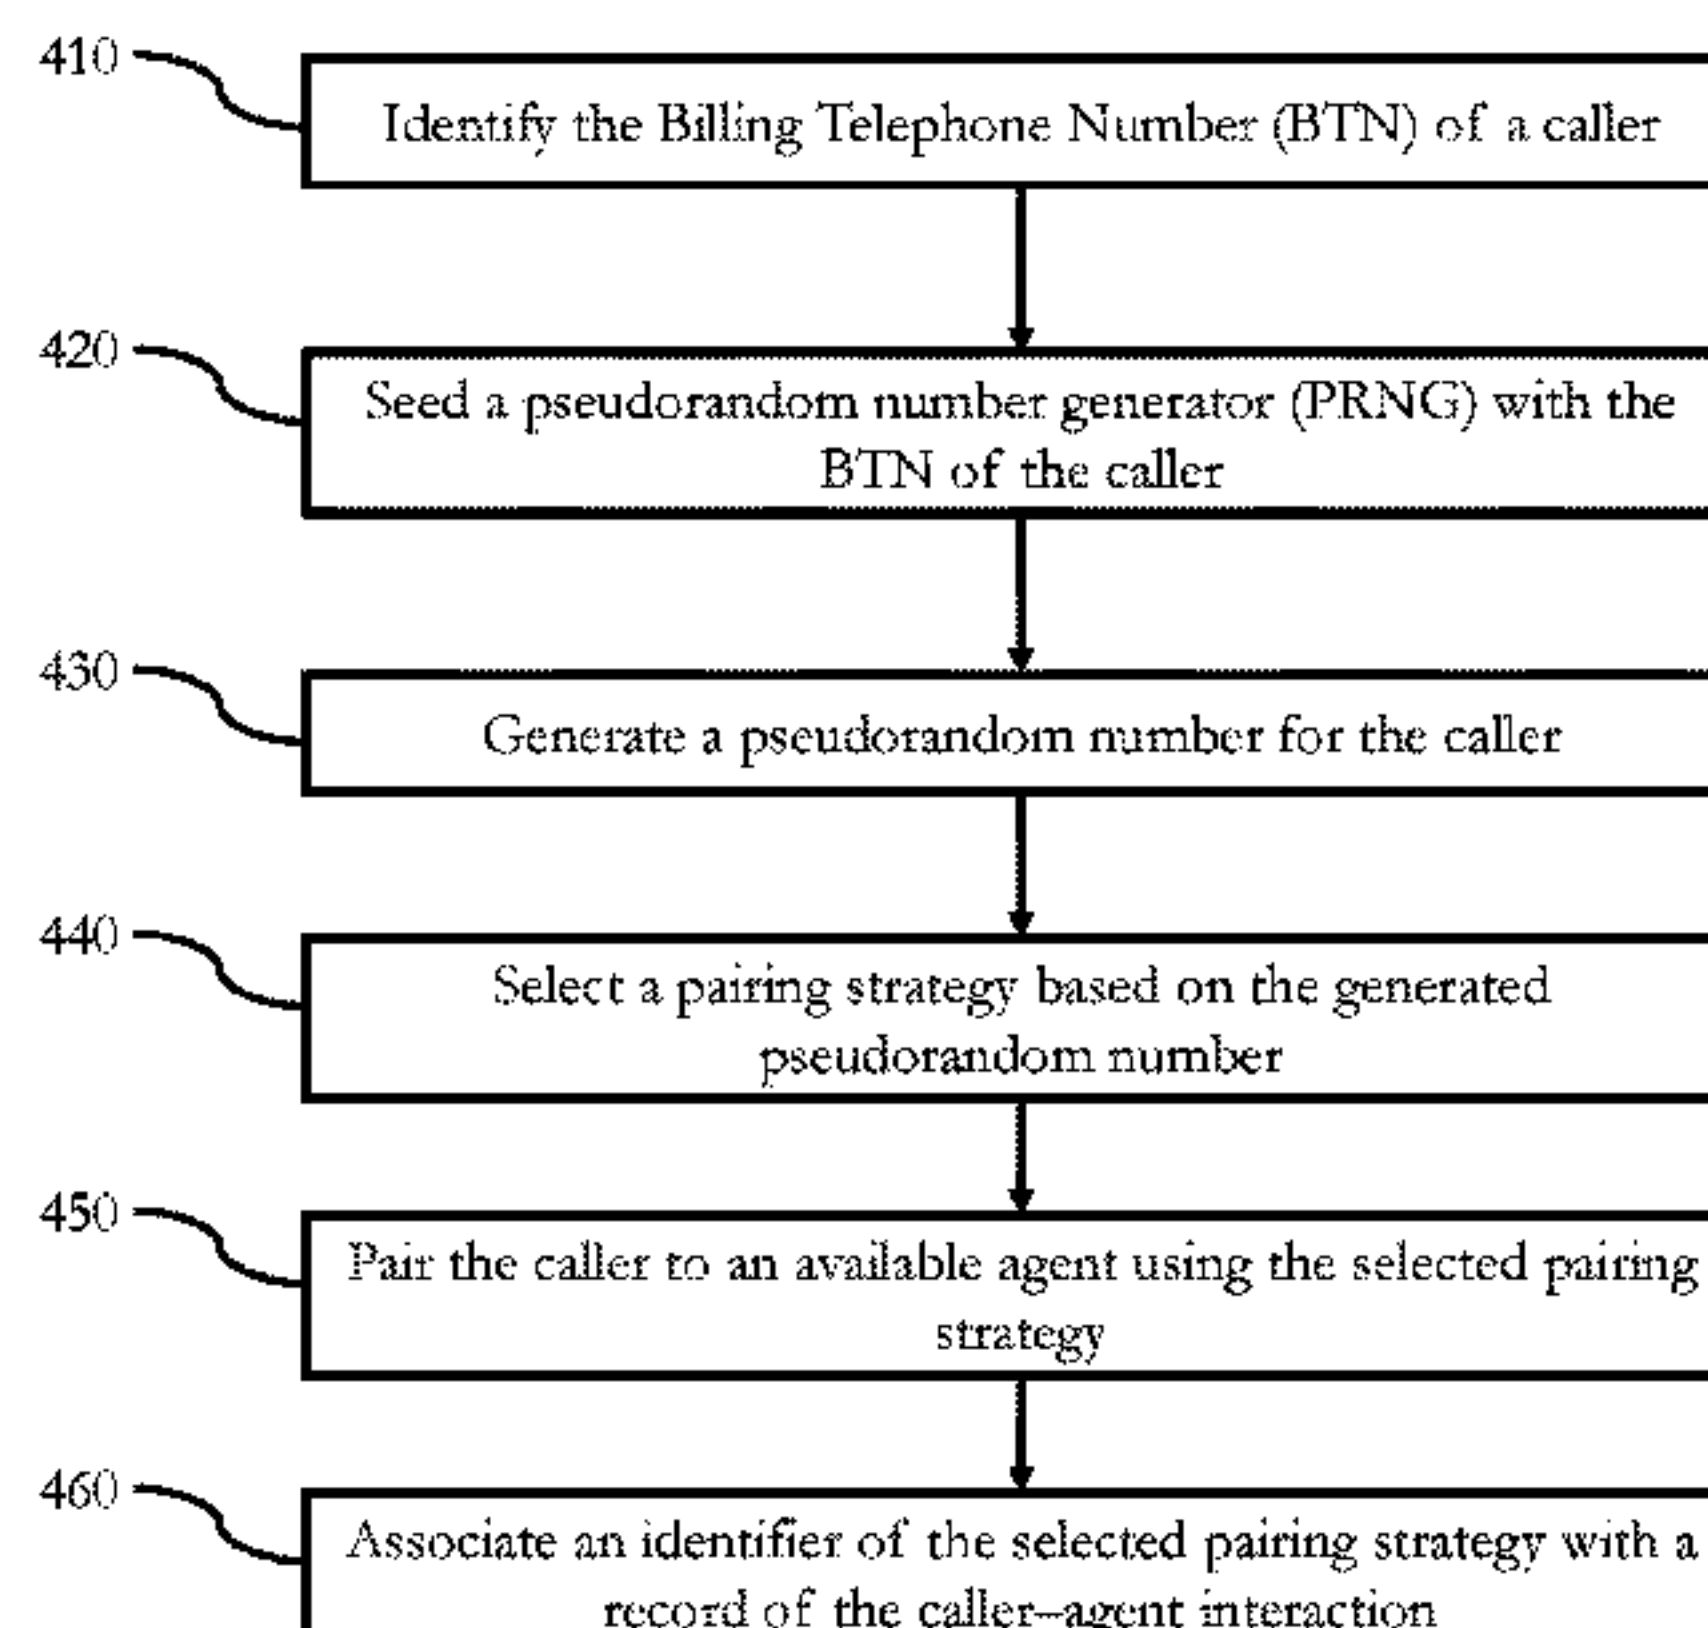 410
Identify the Billing Telephone Number (BTN) of a caller
420
Seed a pseudorandom number generator (PRNG) with the
BTN of the caller
430
Generate a pseudorandom number for the caller
440
Select a pairing strategy based on the generated
pseudorandom number
450
Pair the caller to an available agent using the selected pairing
strategy
460
Associate an identifier of the selected pairing strategy with a
record of the caller–agent interaction